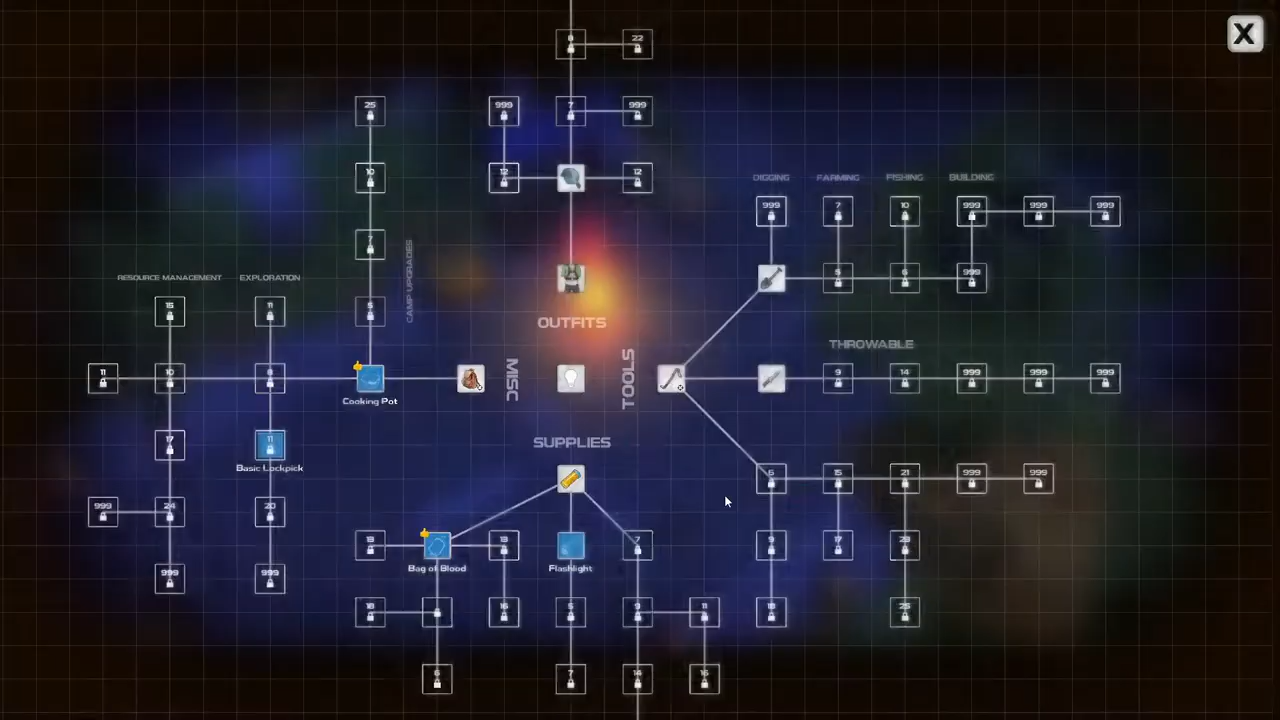 X
8 22
25 999 7 999
10 12 12
DIGGING FARMING FISHING BUILDING
7 999 7 10 999 999 999
RESOURCE MANAGEMENT EXPLORATION
CAMP UPGRADES
5 6 999
15 11 5
OUTFITS
THROWABLE
MISC
TOOLS
11 10 8 9 14 999 999 999
Cooking Pot
SUPPLIES
17 11
Basic Lockpick
6 15 21 999 999
999 24 20
13 13 7 9 17 23
Bag of Blood Flashlight
999 999
18 16 5 9 11 18 25
6 7 14 16